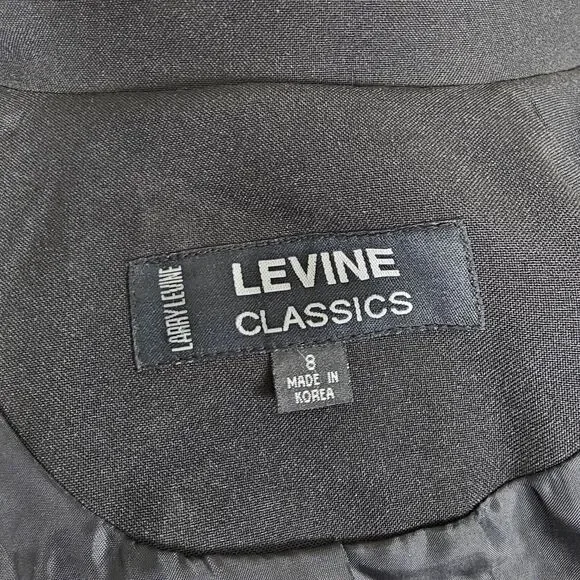 LARRY LEVINE
LEVINE
CLASSICS
8
MADE IN
KOREA